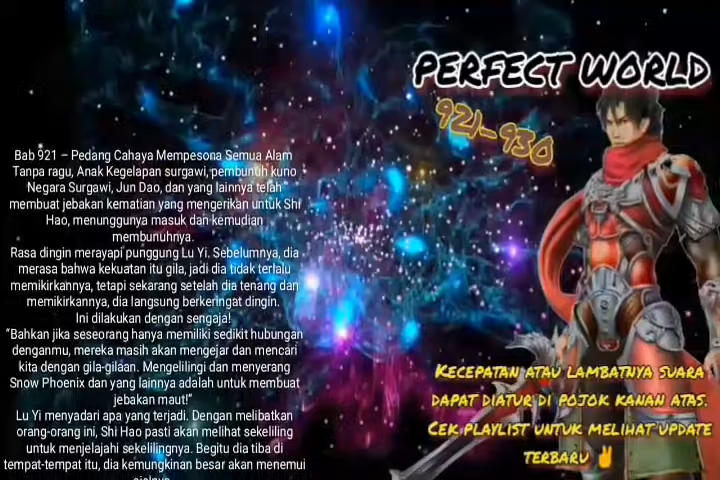 PERFECT WORLD
921-930
Bab 921 – Pedang Cahaya Mempesona Semua Alam
Tanpa ragu, Anak Kegelapan surgawi, pembunuh kuno
Negara Surgawi, Jun Dao, dan yang lainnya telah
membuat jebakan kematian yang mengerikan untuk Shi
Hao, menunggunya masuk dan kemudian
membunuhnya.
Rasa dingin merayapi punggung Lu Yi. Sebelumnya, dia
merasa bahwa kekuatan itu gila, jadi dia tidak terlalu
memikirkannya, tetapi sekarang setelah dia tenang dan
memikirkannya, dia langsung berkeringat dingin.
Ini dilakukan dengan sengaja!
“Bahkan jika seseorang hanya memiliki sedikit hubungan
denganmu, mereka masih akan mengejar dan mencari
kita dengan gila-gilaan. Mengelilingi dan menyerang
Snow Phoenix dan yang lainnya adalah untuk membuat
jebakan maut!”
Lu Yi menyadari apa yang terjadi. Dengan melibatkan
orang-orang ini, Shi Hao pasti akan melihat sekeliling
untuk menjelajahi sekelilingnya. Begitu dia tiba di
tempat-tempat itu, dia kemungkinan besar akan menemui
KECEPATAN ATAU LAMBATNYA SUARA
DAPAT DIATUR DI POJOK KANAN ATAS.
CEK PLAYLIST UNTUK MELIHAT UPDATE
TERBARU ✌